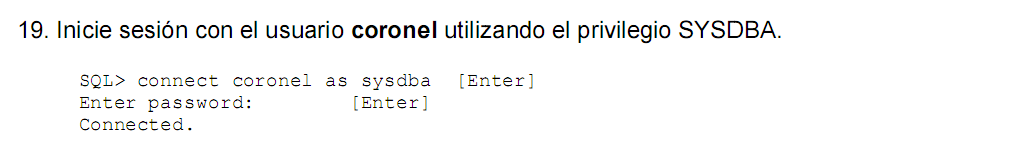 19. Inicie sesión con el usuario coronel utilizando el privilegio SYSDBA.
SQL> connect coronel as sysdba [Enter]
Enter password: [Enter]
Connected.